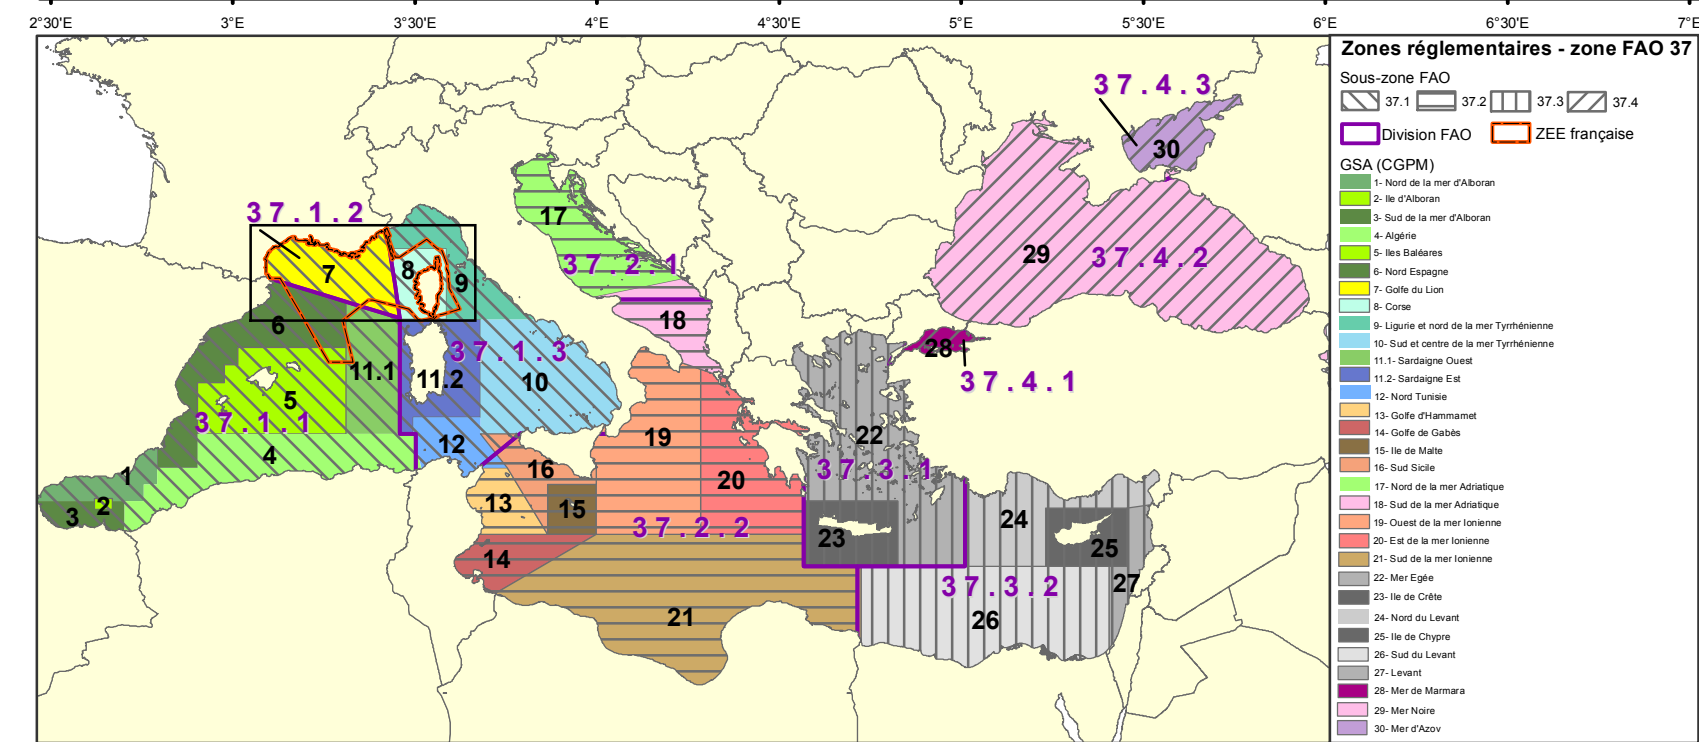 2°30'E 3°E 3°30'E 4°E 4°30'E 5°E 5°30'E 6°E 6°30'E 7°E
Zones réglementaires - zone FAO 37
Sous-zone FAO
37.1 37.2 37.3 37.4
Division FAO ZEE française
GSA (CGPM)
1- Nord de la mer d'Alboran
2- Ile d'Alboran
3- Sud de la mer d'Alboran
4- Algérie
5- Iles Baléares
6- Nord Espagne
7- Golfe du Lion
8- Corse
9- Ligurie et nord de la mer Tyrrhénienne
10- Sud et centre de la mer Tyrrhénienne
11.1- Sardaigne Ouest
11.2- Sardaigne Est
12- Nord Tunisie
13- Golfe d'Hammamet
14- Golfe de Gabès
15- Ile de Malte
16- Sud Sicile
17- Nord de la mer Adriatique
18- Sud de la mer Adriatique
19- Ouest de la mer Ionienne
20- Est de la mer Ionienne
21- Sud de la mer Ionienne
22- Mer Egée
23- Ile de Crête
24- Nord du Levant
25- Ile de Chypre
26- Sud du Levant
27- Levant
28- Mer de Marmara
29- Mer Noire
30- Mer d'Azov
37.4.3
30
37.1.2
17
7
8
9
29
37.4.2
37.2.1
6
18
28
37.4.1
37.1.3
11.1
11.2
10
5
37.1.1
4
12
19
22
1
16
20
37.3.1
2
3
13
15
37.2.2
23
24
25
14
27
37.3.2
21
26